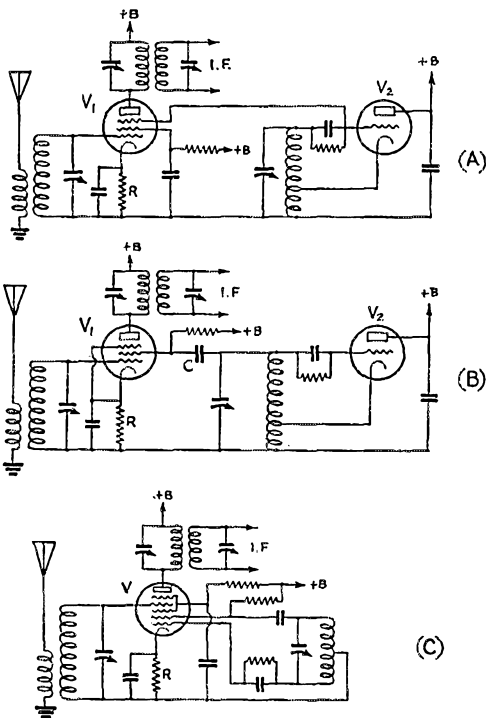 +B
I.F.
V1
V2
+B
+B
R
(A)
+B
I.F
V1
+B
V2
+B
C
R
(B)
+B
I.F
V
+B
R
(C)